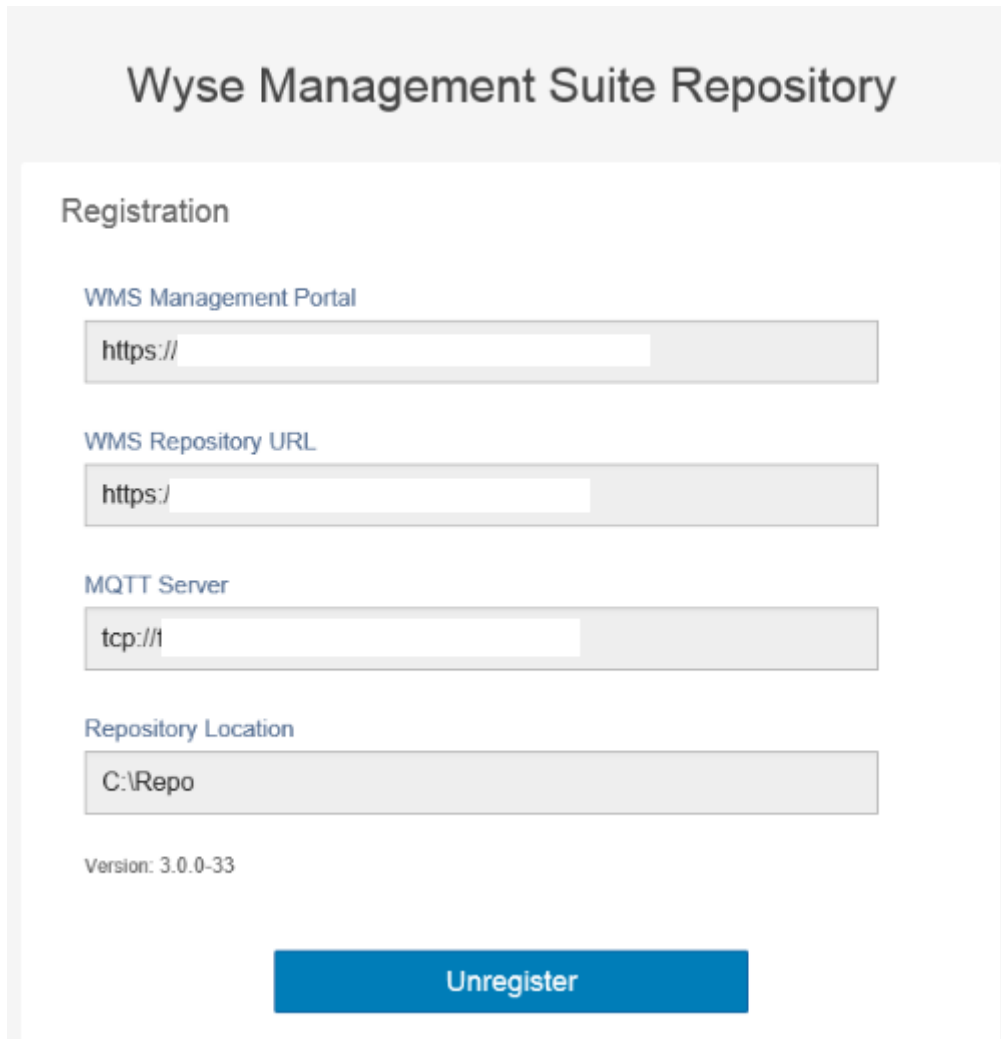 Wyse Management Suite Repository
Registration
WMS Management Portal
https://
WMS Repository URL
https:/
MQTT Server
tcp://
Repository Location
C:\Repo
Version: 3.0.0-33
Unregister